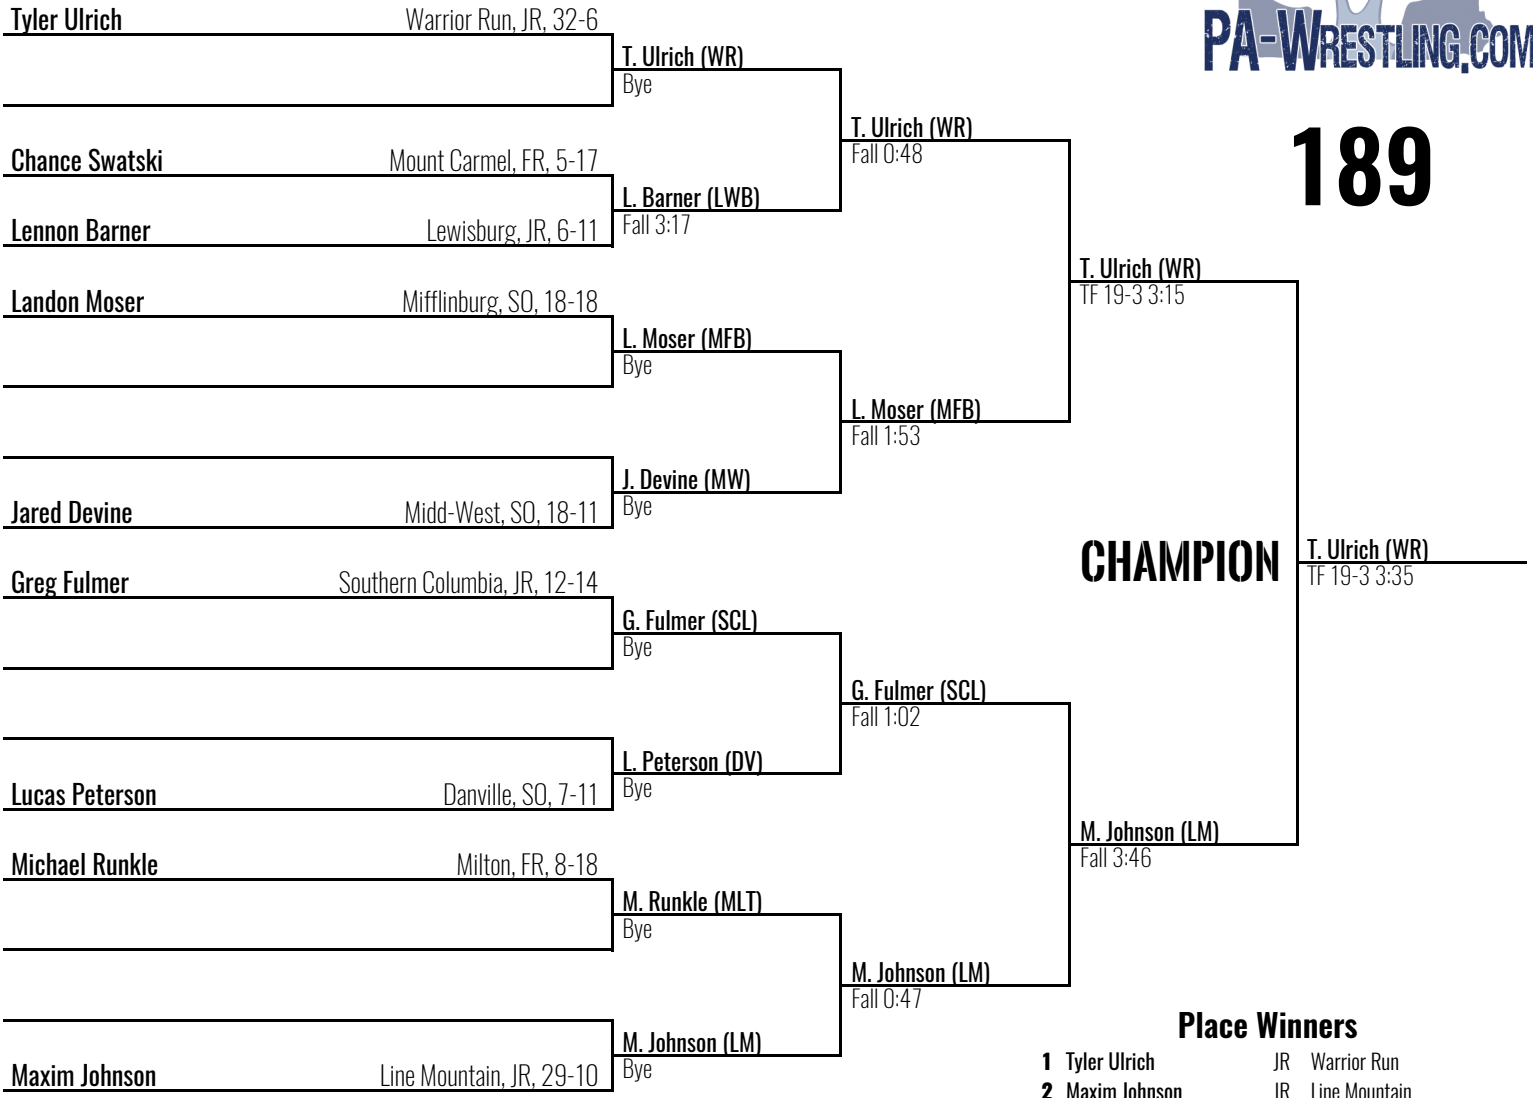 PA-WRESTLING.COM
189
Tyler Ulrich Warrior Run, JR, 32-6
T. Ulrich (WR)
Bye
T. Ulrich (WR)
Fall 0:48
Chance Swatski Mount Carmel, FR, 5-17
L. Barner (LWB)
Fall 3:17
Lennon Barner Lewisburg, JR, 6-11
T. Ulrich (WR)
TF 19-3 3:15
Landon Moser Mifflinburg, SO, 18-18
L. Moser (MFB)
Bye
L. Moser (MFB)
Fall 1:53
J. Devine (MW)
Bye
Jared Devine Midd-West, SO, 18-11
CHAMPION
T. Ulrich (WR)
TF 19-3 3:35
Greg Fulmer Southern Columbia, JR, 12-14
G. Fulmer (SCL)
Bye
G. Fulmer (SCL)
Fall 1:02
L. Peterson (DV)
Bye
Lucas Peterson Danville, SO, 7-11
M. Johnson (LM)
Fall 3:46
Michael Runkle Milton, FR, 8-18
M. Runkle (MLT)
Bye
M. Johnson (LM)
Fall 0:47
M. Johnson (LM)
Bye
Maxim Johnson Line Mountain, JR, 29-10
Place Winners
1 Tyler Ulrich JR Warrior Run
2 Maxim Johnson JR Line Mountain